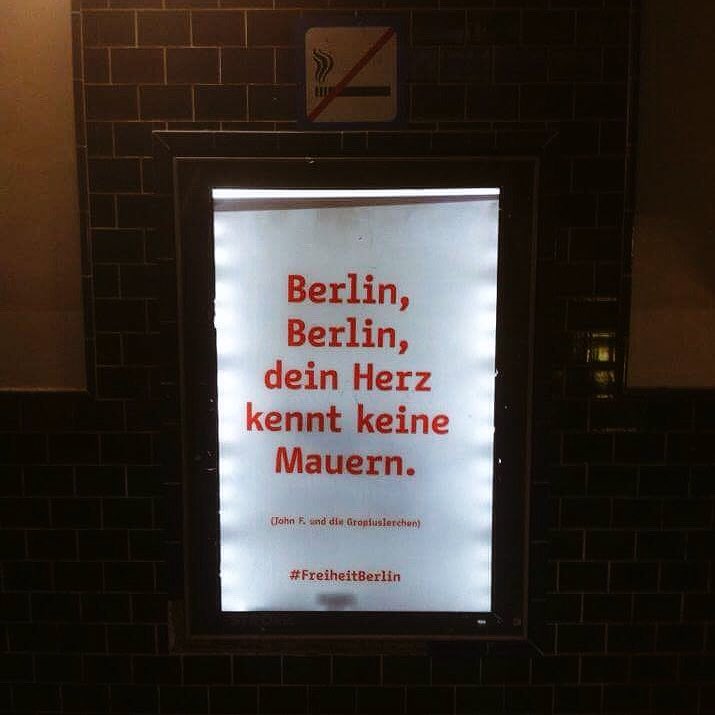 Berlin,
Berlin,
dein Herz
kennt keine
Mauern.
(John F. und die Gropiuslerchen)
#FreiheitBerlin